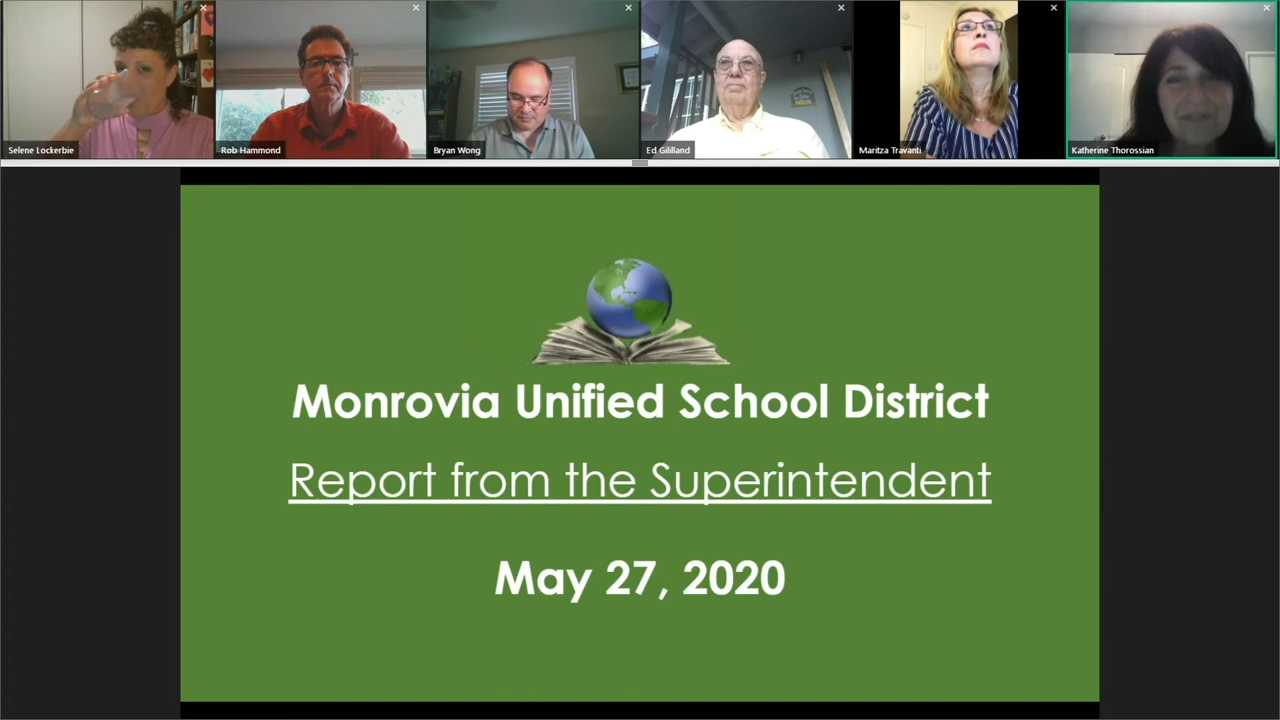 Selene Lockerbie
Rob Hammond
Bryan Wong
Ed Gililland
Maritza Travanti
Katherine Thorossian
Monrovia Unified School District
Report from the Superintendent
May 27, 2020